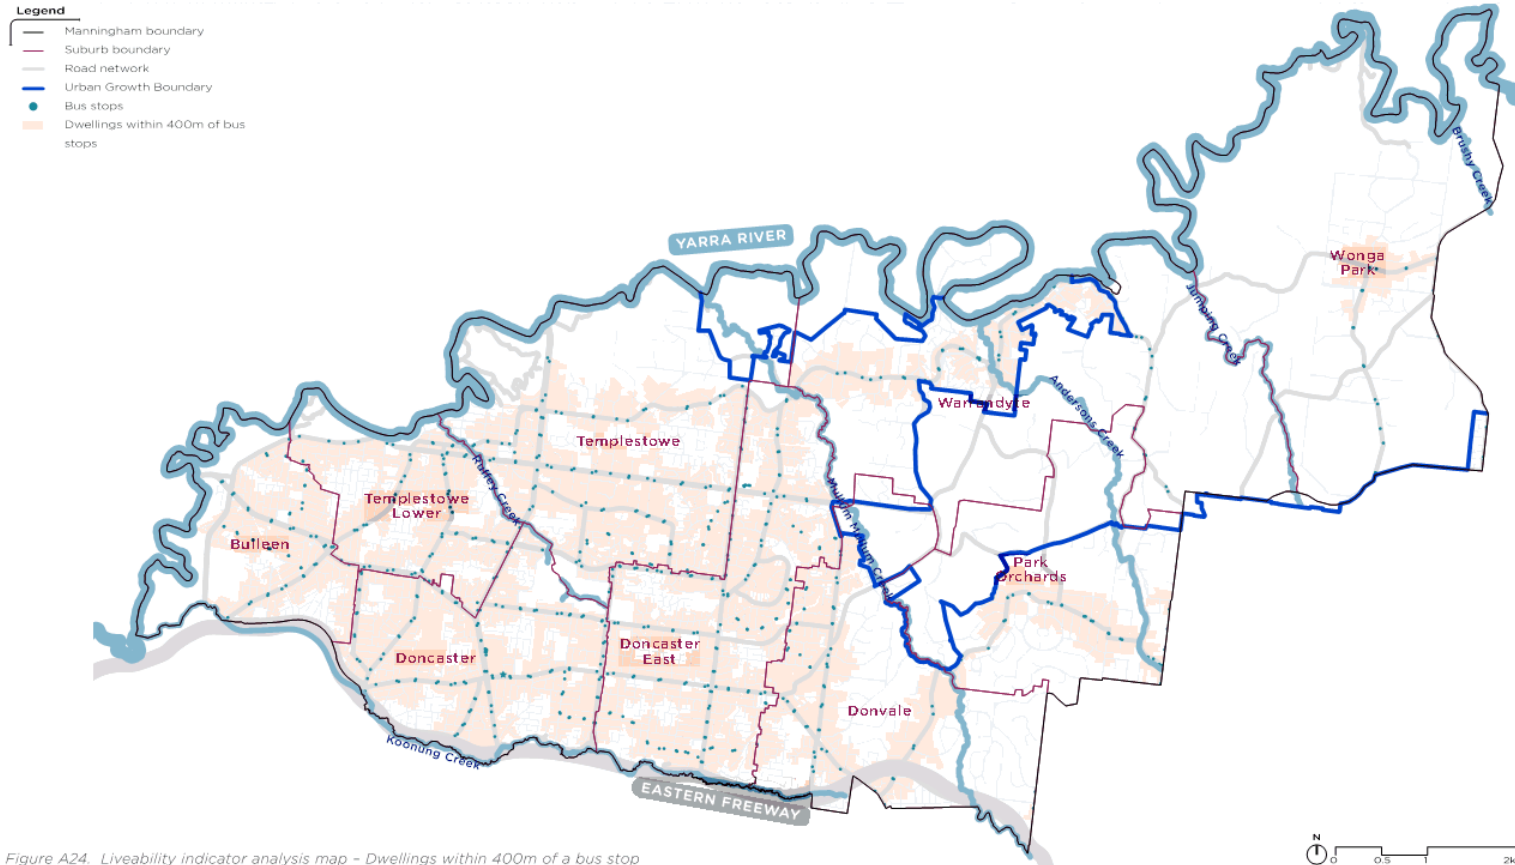 Legend
Manningham boundary
Suburb boundary
Road network
Urban Growth Boundary
Bus stops
Dwellings within 400m of bus
stops
YARRA RIVER
Brushy Creek
Wonga
Park
Jumping Creek
Andersons Creek
Warrandyte
Templestowe
Ruffey Creek
Mullum Mullum Creek
Templestowe
Lower
Bulleen
Park
Orchards
Doncaster
Doncaster
East
Donvale
Koonung Creek
EASTERN FREEWAY
N
0 0.5 1 2k
Figure A24. Liveability indicator analysis map – Dwellings within 400m of a bus stop